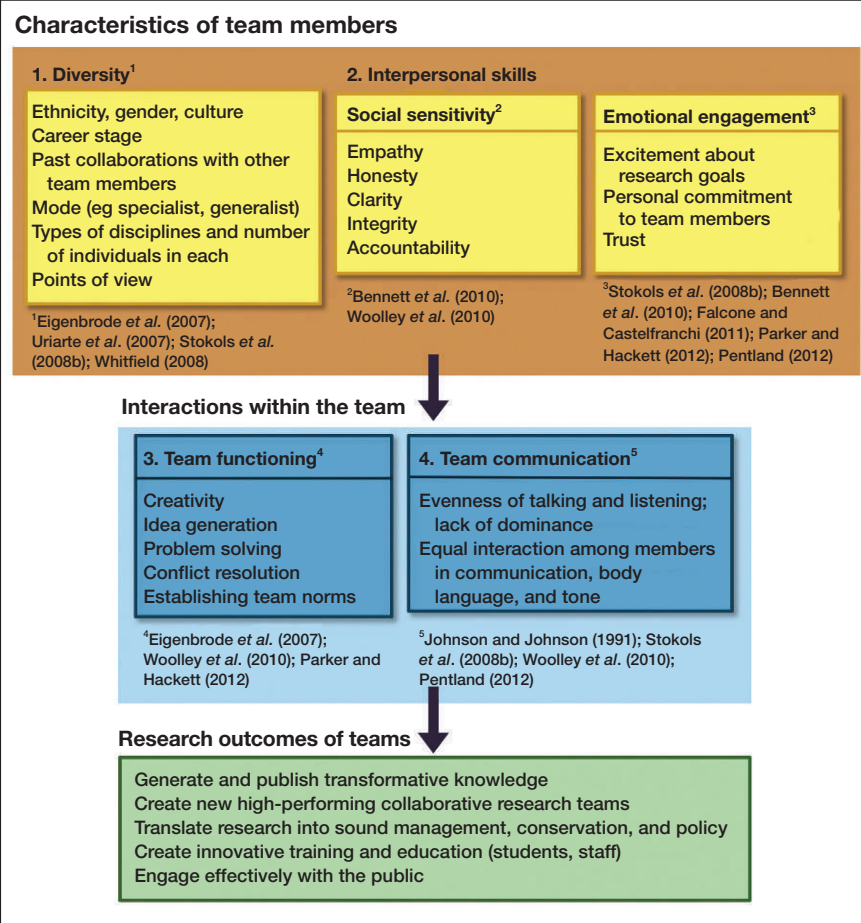 Characteristics of team members
1. Diversity1
Ethnicity, gender, culture
Career stage
Past collaborations with other
team members
Mode (eg specialist, generalist)
Types of disciplines and number
of individuals in each
Points of view
1Eigenbrode et al. (2007);
Uriarte et al. (2007); Stokols et al.
(2008b); Whitfield (2008)
2. Interpersonal skills
Social sensitivity2
Empathy
Honesty
Clarity
Integrity
Accountability
2Bennett et al. (2010);
Woolley et al. (2010)
Emotional engagement3
Excitement about
research goals
Personal commitment
to team members
Trust
3Stokols et al. (2008b); Bennett
et al. (2010); Falcone and
Castelfranchi (2011); Parker and
Hackett (2012); Pentland (2012)
Interactions within the team
3. Team functioning4
Creativity
Idea generation
Problem solving
Conflict resolution
Establishing team norms
4Eigenbrode et al. (2007);
Woolley et al. (2010); Parker and
Hackett (2012)
4. Team communication5
Evenness of talking and listening;
lack of dominance
Equal interaction among members
in communication, body
language, and tone
5Johnson and Johnson (1991); Stokols
et al. (2008b); Woolley et al. (2010);
Pentland (2012)
Research outcomes of teams
Generate and publish transformative knowledge
Create new high-performing collaborative research teams
Translate research into sound management, conservation, and policy
Create innovative training and education (students, staff)
Engage effectively with the public